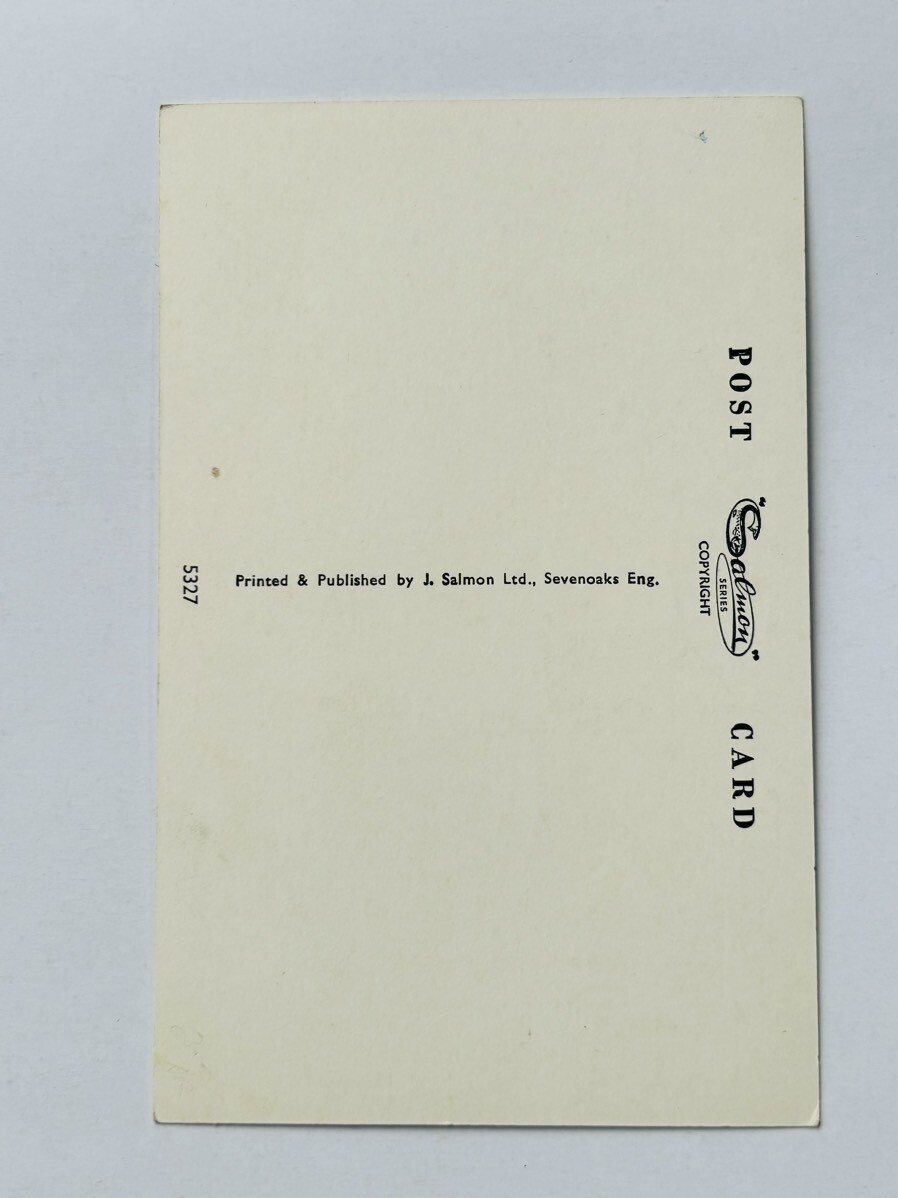 POST "Salmon" CARD
SERIES
COPYRIGHT
Printed & Published by J. Salmon Ltd., Sevenoaks Eng.
5327